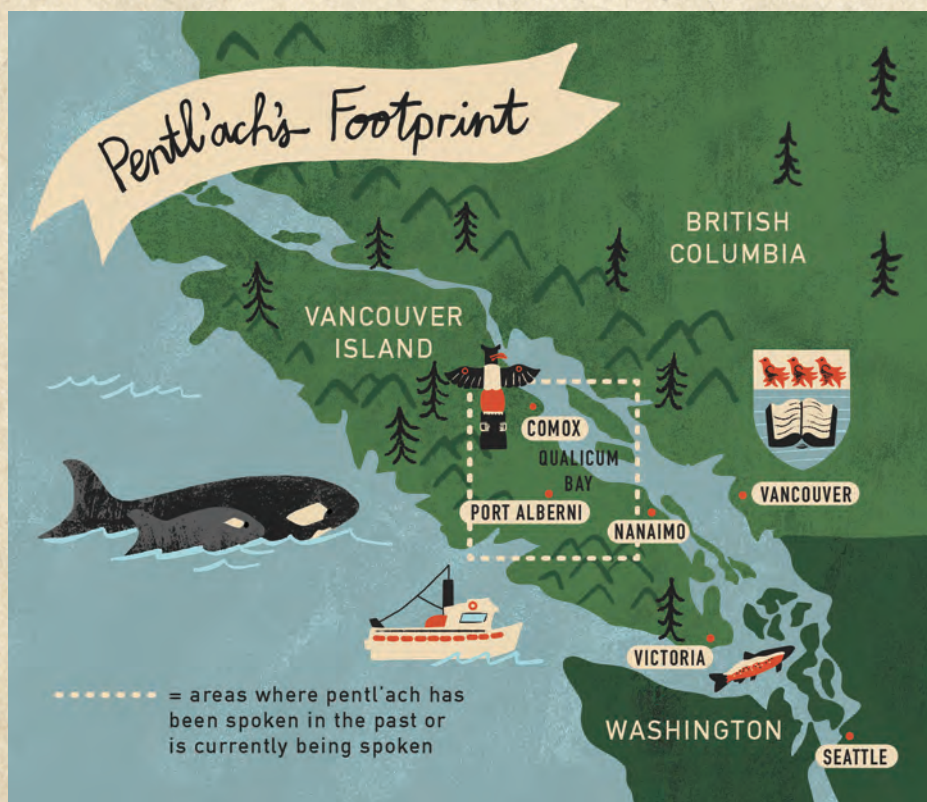 Pentl'ach's Footprint
BRITISH
COLUMBIA
VANCOUVER
ISLAND
COMOX
QUALICUM
BAY
PORT ALBERNI
NANAIMO
VANCOUVER
VICTORIA
WASHINGTON
SEATTLE
= areas where pentl'ach has
been spoken in the past or
is currently being spoken